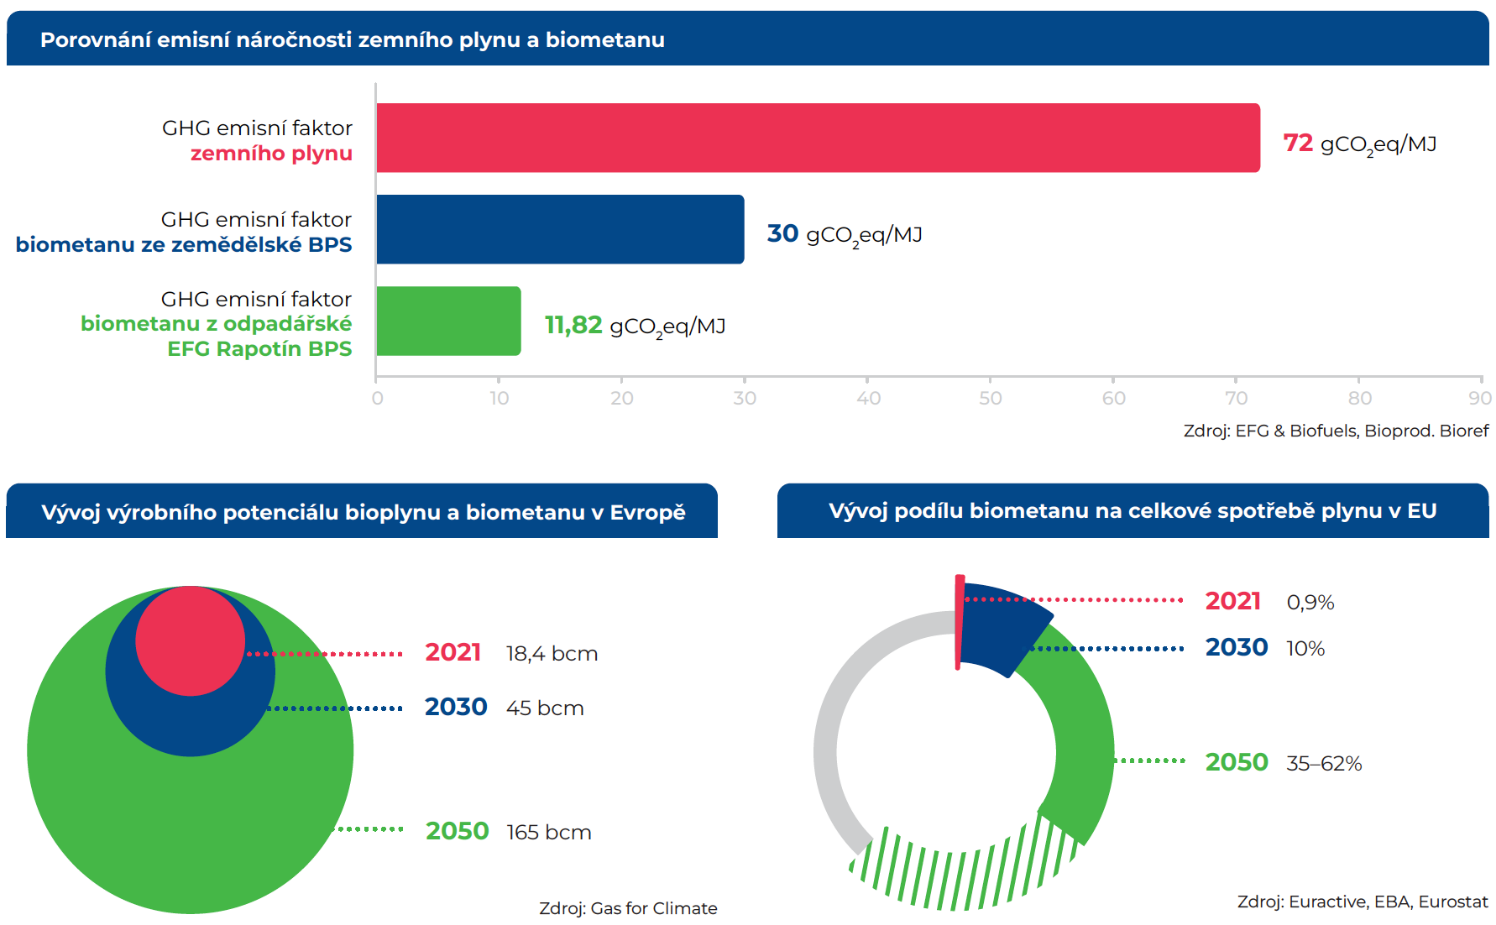 Porovnání emisní náročnosti zemního plynu a biometanu
GHG emisní faktor
zemního plynu
72 gCO₂eq/MJ
GHG emisní faktor
biometanu ze zemědělské BPS
30 gCO₂eq/MJ
GHG emisní faktor
biometanu z odpadářské
EFG Rapotín BPS
11,82 gCO₂eq/MJ
0 10 20 30 40 50 60 70 80 90
Zdroj: EFG & Biofuels, Bioprod. Bioref
Vývoj výrobního potenciálu bioplynu a biometanu v Evropě
2021 18,4 bcm
2030 45 bcm
2050 165 bcm
Zdroj: Gas for Climate
Vývoj podílu biometanu na celkové spotřebě plynu v EU
2021 0,9%
2030 10%
2050 35–62%
Zdroj: Euractive, EBA, Eurostat